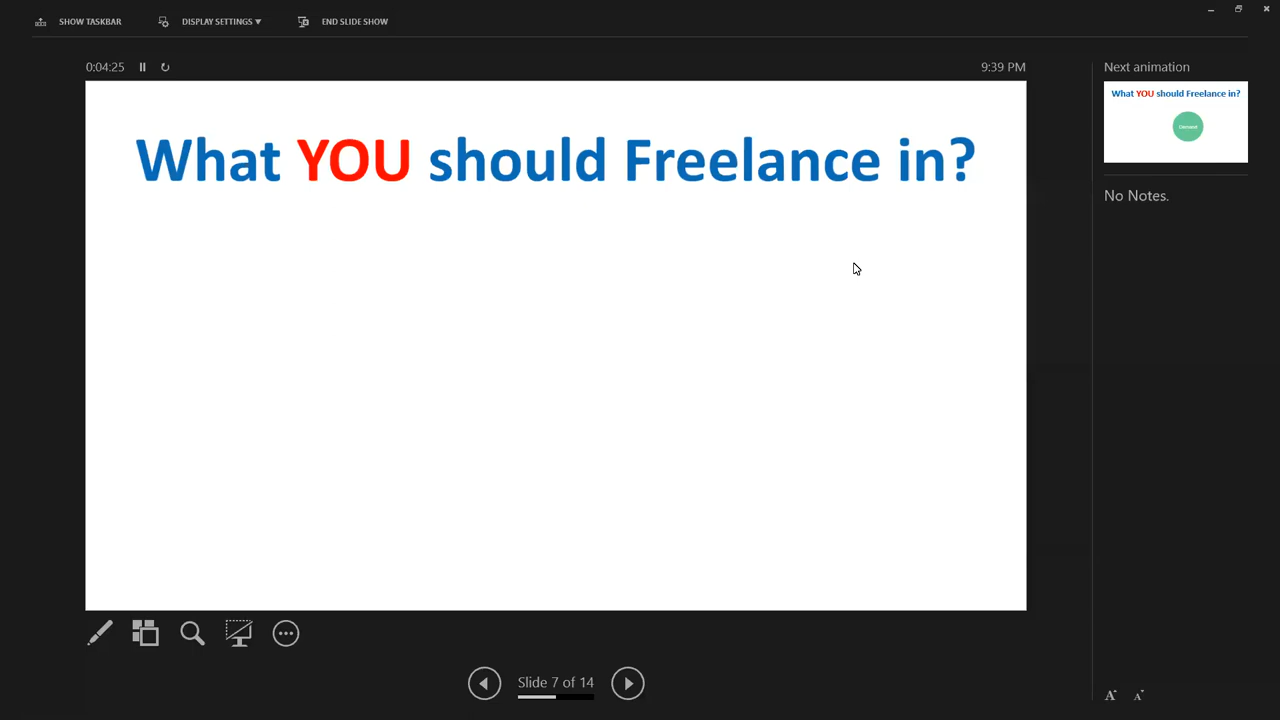 SHOW TASKBAR
DISPLAY SETTINGS ▼
END SLIDE SHOW
0:04:25
9:39 PM
What YOU should Freelance in?
Next animation
What YOU should Freelance in?
Demand
No Notes.
Slide 7 of 14
A A